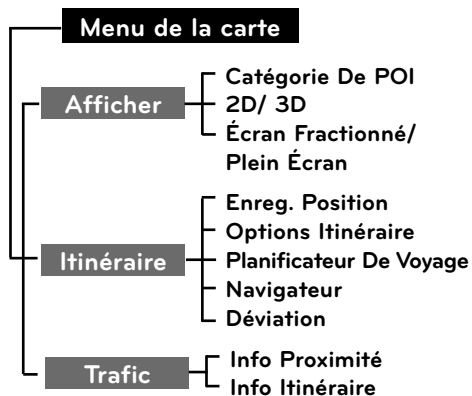 Menu de la carte
Afficher
Catégorie De POI
2D/ 3D
Écran Fractionné/
Plein Écran
Itinéraire
Enreg. Position
Options Itinéraire
Planificateur De Voyage
Navigateur
Déviation
Trafic
Info Proximité
Info Itinéraire